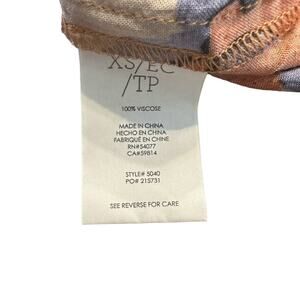 XS/EC
/TP
100% VISCOSE
MADE IN CHINA
HECHO EN CHINA
FABRIQUÉ EN CHINE
RN#54077
CA#59814
STYLE# 5040
PO# 215731
SEE REVERSE FOR CARE